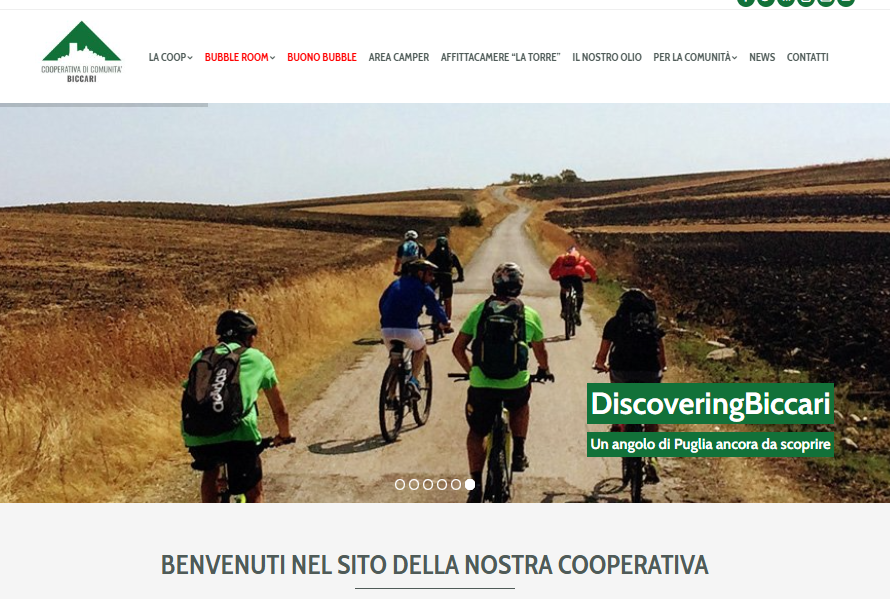 COOPERATIVA DI COMUNITA'
BICCARI
LA COOP
BUBBLE ROOM
BUONO BUBBLE
AREA CAMPER
AFFITTACAMERE “LA TORRE”
IL NOSTRO OLIO
PER LA COMUNITÀ
NEWS
CONTATTI
adidas
DiscoveringBiccari
Un angolo di Puglia ancora da scoprire
BENVENUTI NEL SITO DELLA NOSTRA COOPERATIVA